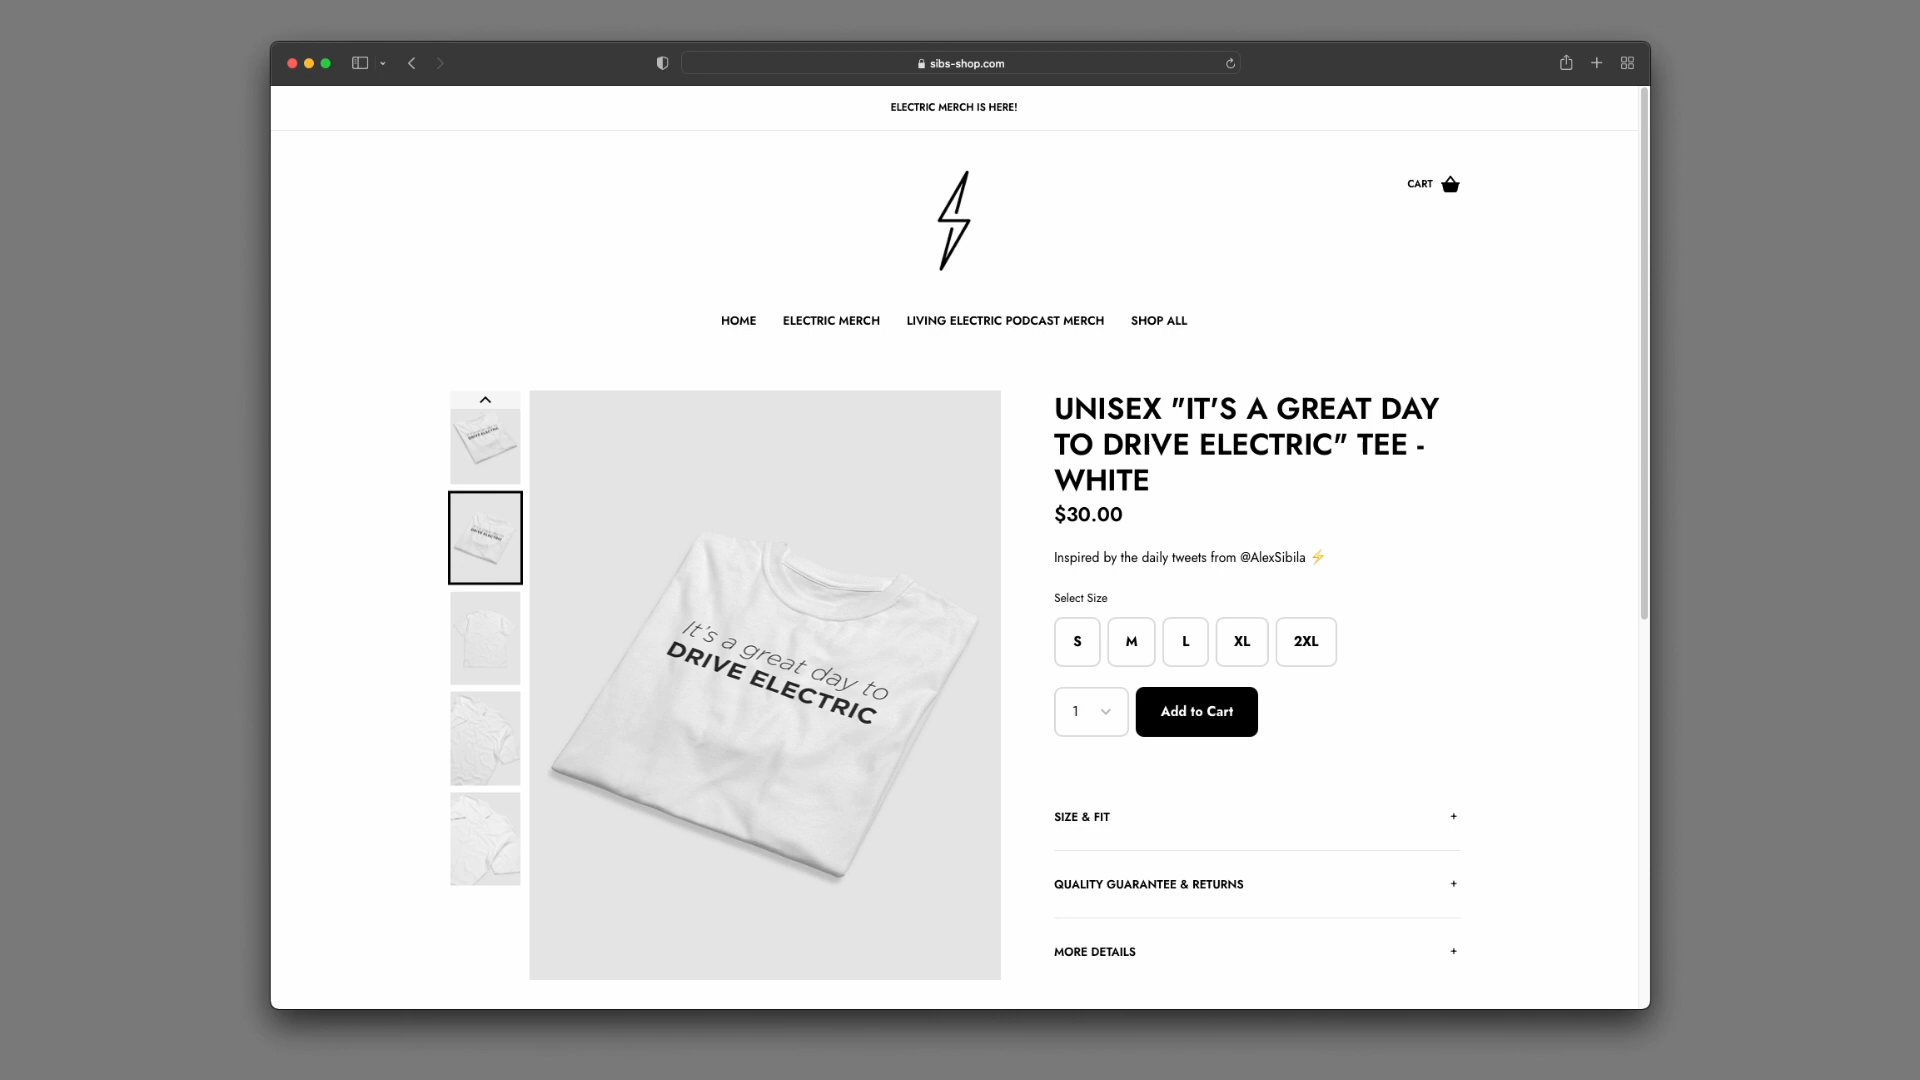 sibs-shop.com
ELECTRIC MERCH IS HERE!
CART
HOME ELECTRIC MERCH LIVING ELECTRIC PODCAST MERCH SHOP ALL
UNISEX "IT'S A GREAT DAY
TO DRIVE ELECTRIC" TEE -
WHITE
$30.00
Inspired by the daily tweets from @AlexSibila ⚡
Select Size
S M L XL 2XL
1 Add to Cart
It's a great day to
DRIVE ELECTRIC
SIZE & FIT +
QUALITY GUARANTEE & RETURNS +
MORE DETAILS +